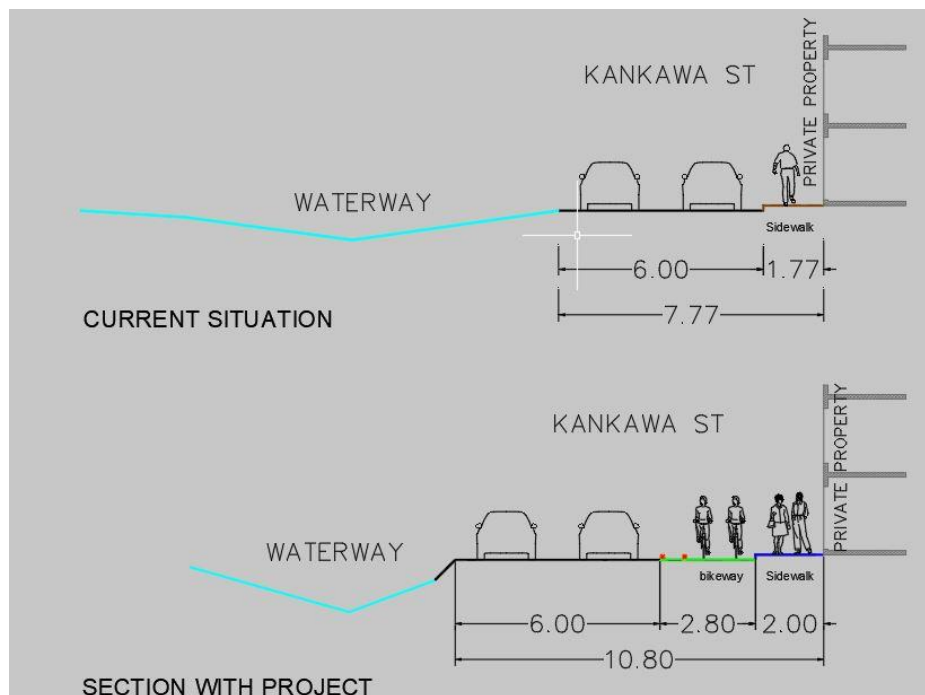 KANKAWA ST
PRIVATE PROPERTY
WATERWAY
Sidewalk
6.00
1.77
7.77
CURRENT SITUATION
KANKAWA ST
PRIVATE PROPERTY
WATERWAY
bikeway
Sidewalk
6.00
2.80
2.00
10.80
SECTION WITH PROJECT